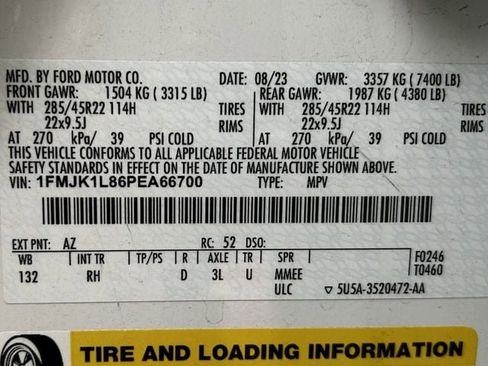 MFD. BY FORD MOTOR CO. DATE: 08/23 GVWR: 3357 KG (7400 LB)
FRONT GAWR: 1504 KG (3315 LB) REAR GAWR: 1987 KG (4380 LB)
WITH 285/45R22 114H TIRES WITH 285/45R22 114H TIRES
22x9.5J RIMS 22x9.5J RIMS
AT 270 kPa/ 39 PSI COLD AT 270 kPa/ 39 PSI COLD
THIS VEHICLE CONFORMS TO ALL APPLICABLE FEDERAL MOTOR VEHICLE
SAFETY STANDARDS IN EFFECT ON THE DATE OF MANUFACTURE SHOWN ABOVE.
VIN: 1FMJK1L86PEA66700 TYPE: MPV
EXT PNT: AZ RC: 52 DSO:
WB INT TR TP/PS R AXLE TR SPR F0246
132 RH D 3L U MMEE T0460
ULC ▽ 5U5A-3520472-AA
TIRE AND LOADING INFORMATION